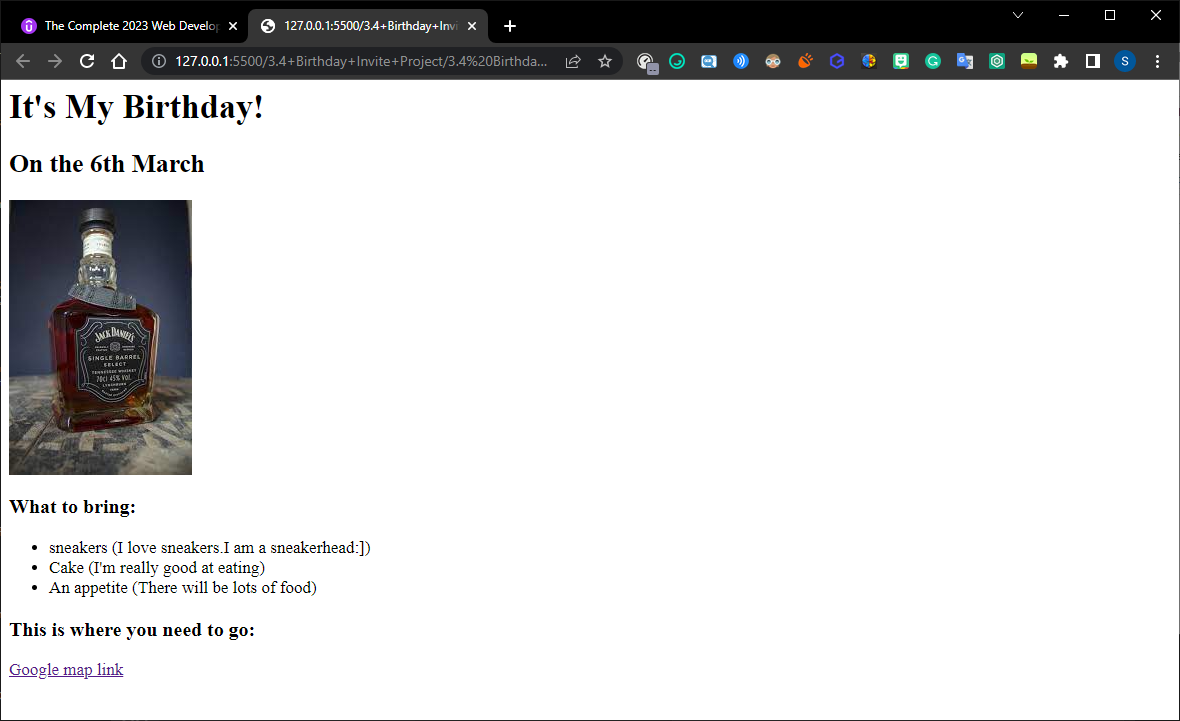 The Complete 2023 Web Develop
127.0.0.1:5500/3.4+Birthday+Invi
127.0.0.1:5500/3.4+Birthday+Invite+Project/3.4%20Birthda...
S
It's My Birthday!
On the 6th March
JACK DANIEL'S
SINGLE BARREL
SELECT
TENNESSEE WHISKEY
70cl 45% Vol.
LYNCHBURG
What to bring:
• sneakers (I love sneakers.I am a sneakerhead:])
• Cake (I'm really good at eating)
• An appetite (There will be lots of food)
This is where you need to go:
Google map link